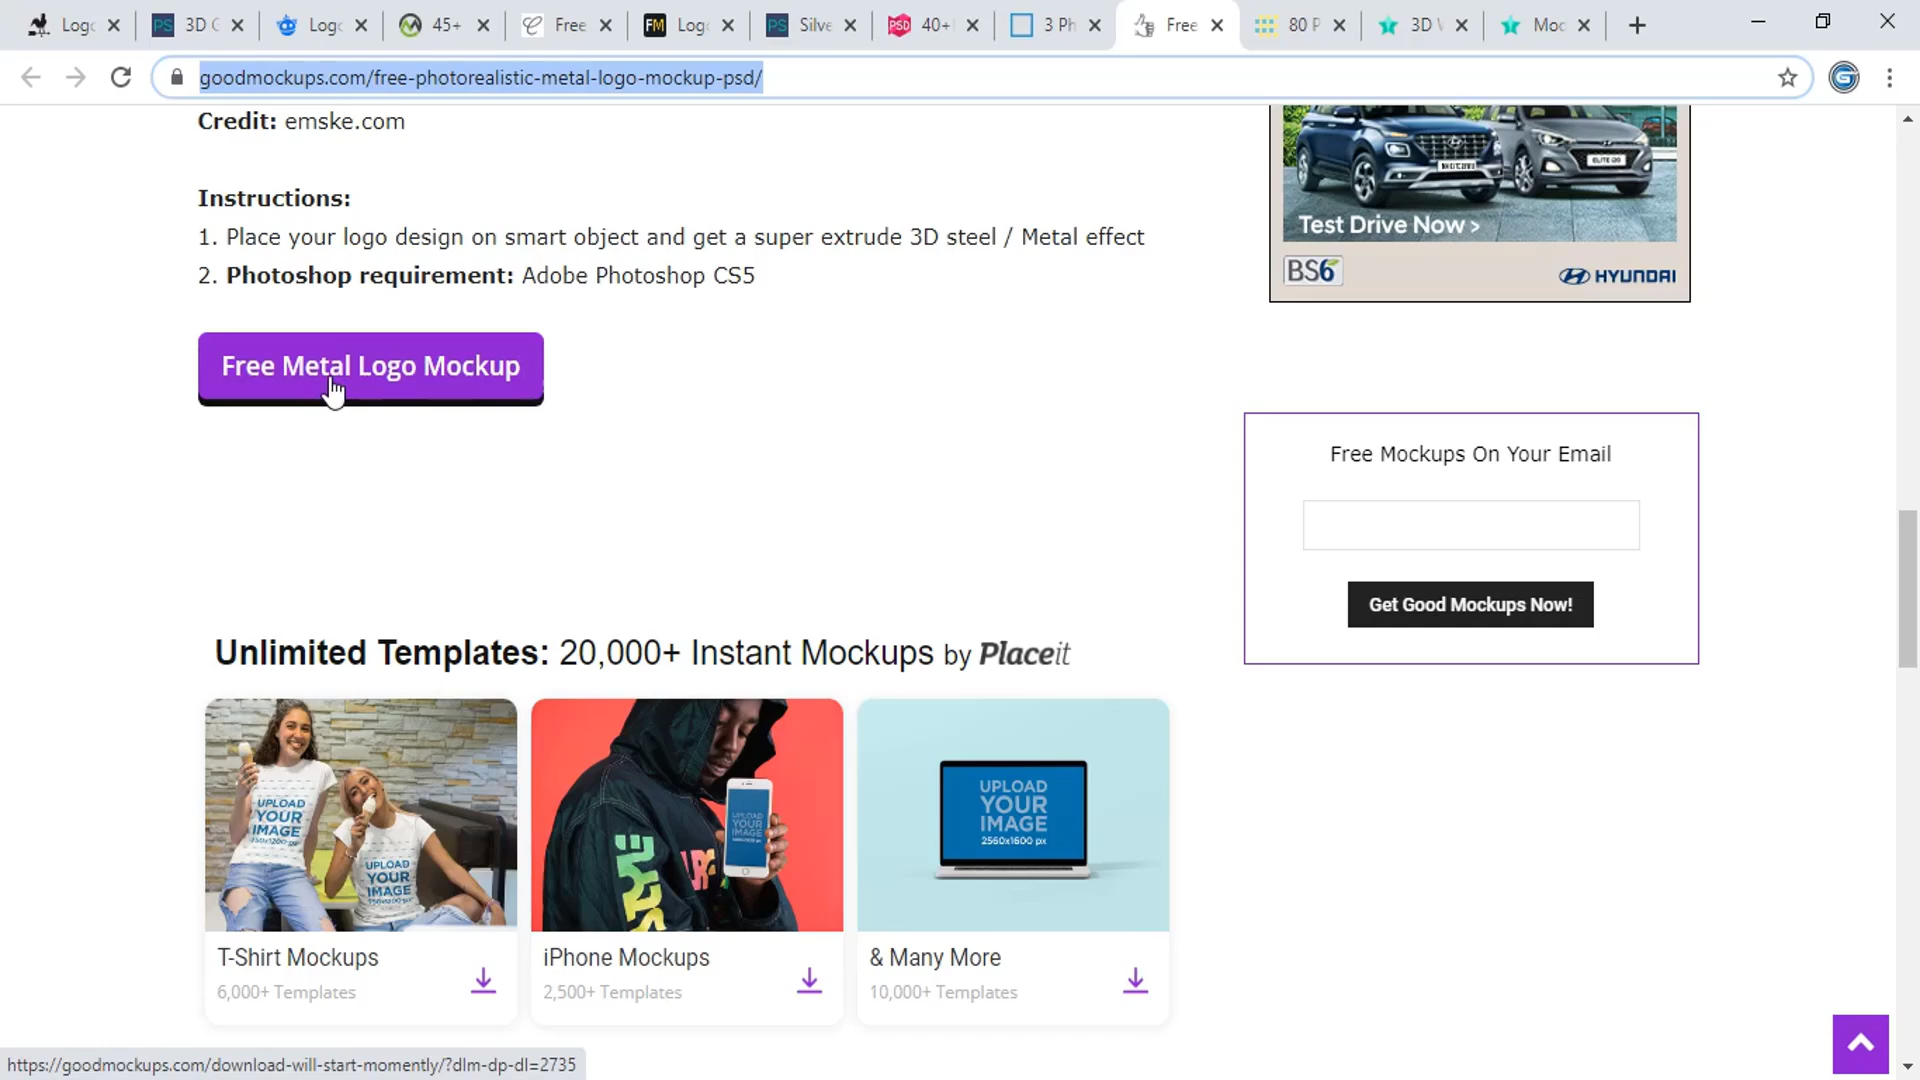 Logo
PS 3D G
Logo
45+
Free
FM Logo
PS Silve
PSD 40+
3 Ph
Free
80 P
3D
Moc
goodmockups.com/free-photorealistic-metal-logo-mockup-psd/
Credit: emske.com
Instructions:
1. Place your logo design on smart object and get a super extrude 3D steel / Metal effect
2. Photoshop requirement: Adobe Photoshop CS5
Free Metal Logo Mockup
Test Drive Now >
BS6 HYUNDAI
Free Mockups On Your Email
Get Good Mockups Now!
Unlimited Templates: 20,000+ Instant Mockups by Placeit
UPLOAD YOUR IMAGE
UPLOAD YOUR IMAGE
UPLOAD YOUR IMAGE
UPLOAD
YOUR
IMAGE
2560x1600 px
T-Shirt Mockups
6,000+ Templates
iPhone Mockups
2,500+ Templates
& Many More
10,000+ Templates
https://goodmockups.com/download-will-start-momently/?dlm-dp-dl=2735